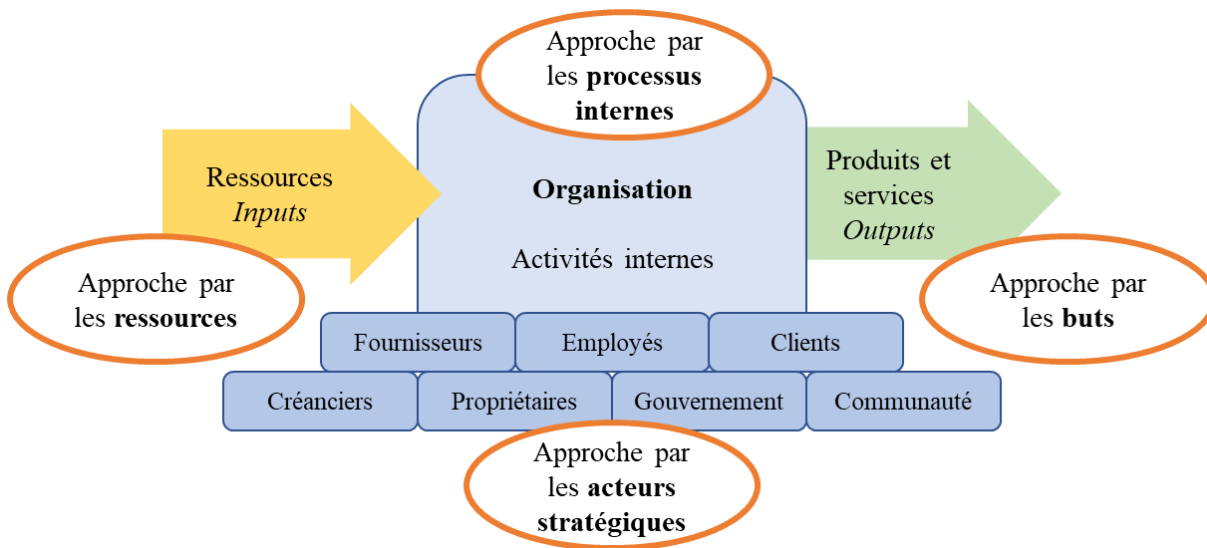 Approche par
les processus
internes
Ressources
Inputs
Organisation
Activités internes
Produits et
services
Outputs
Approche par
les ressources
Approche par
les buts
Fournisseurs
Employés
Clients
Créanciers
Propriétaires
Gouvernement
Communauté
Approche par
les acteurs
stratégiques